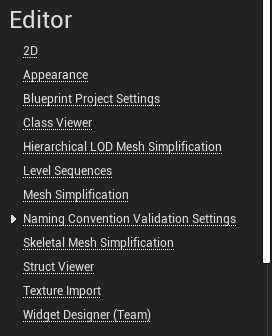 Editor
2D
Appearance
Blueprint Project Settings
Class Viewer
Hierarchical LOD Mesh Simplification
Level Sequences
Mesh Simplification
Naming Convention Validation Settings
Skeletal Mesh Simplification
Struct Viewer
Texture Import
Widget Designer (Team)